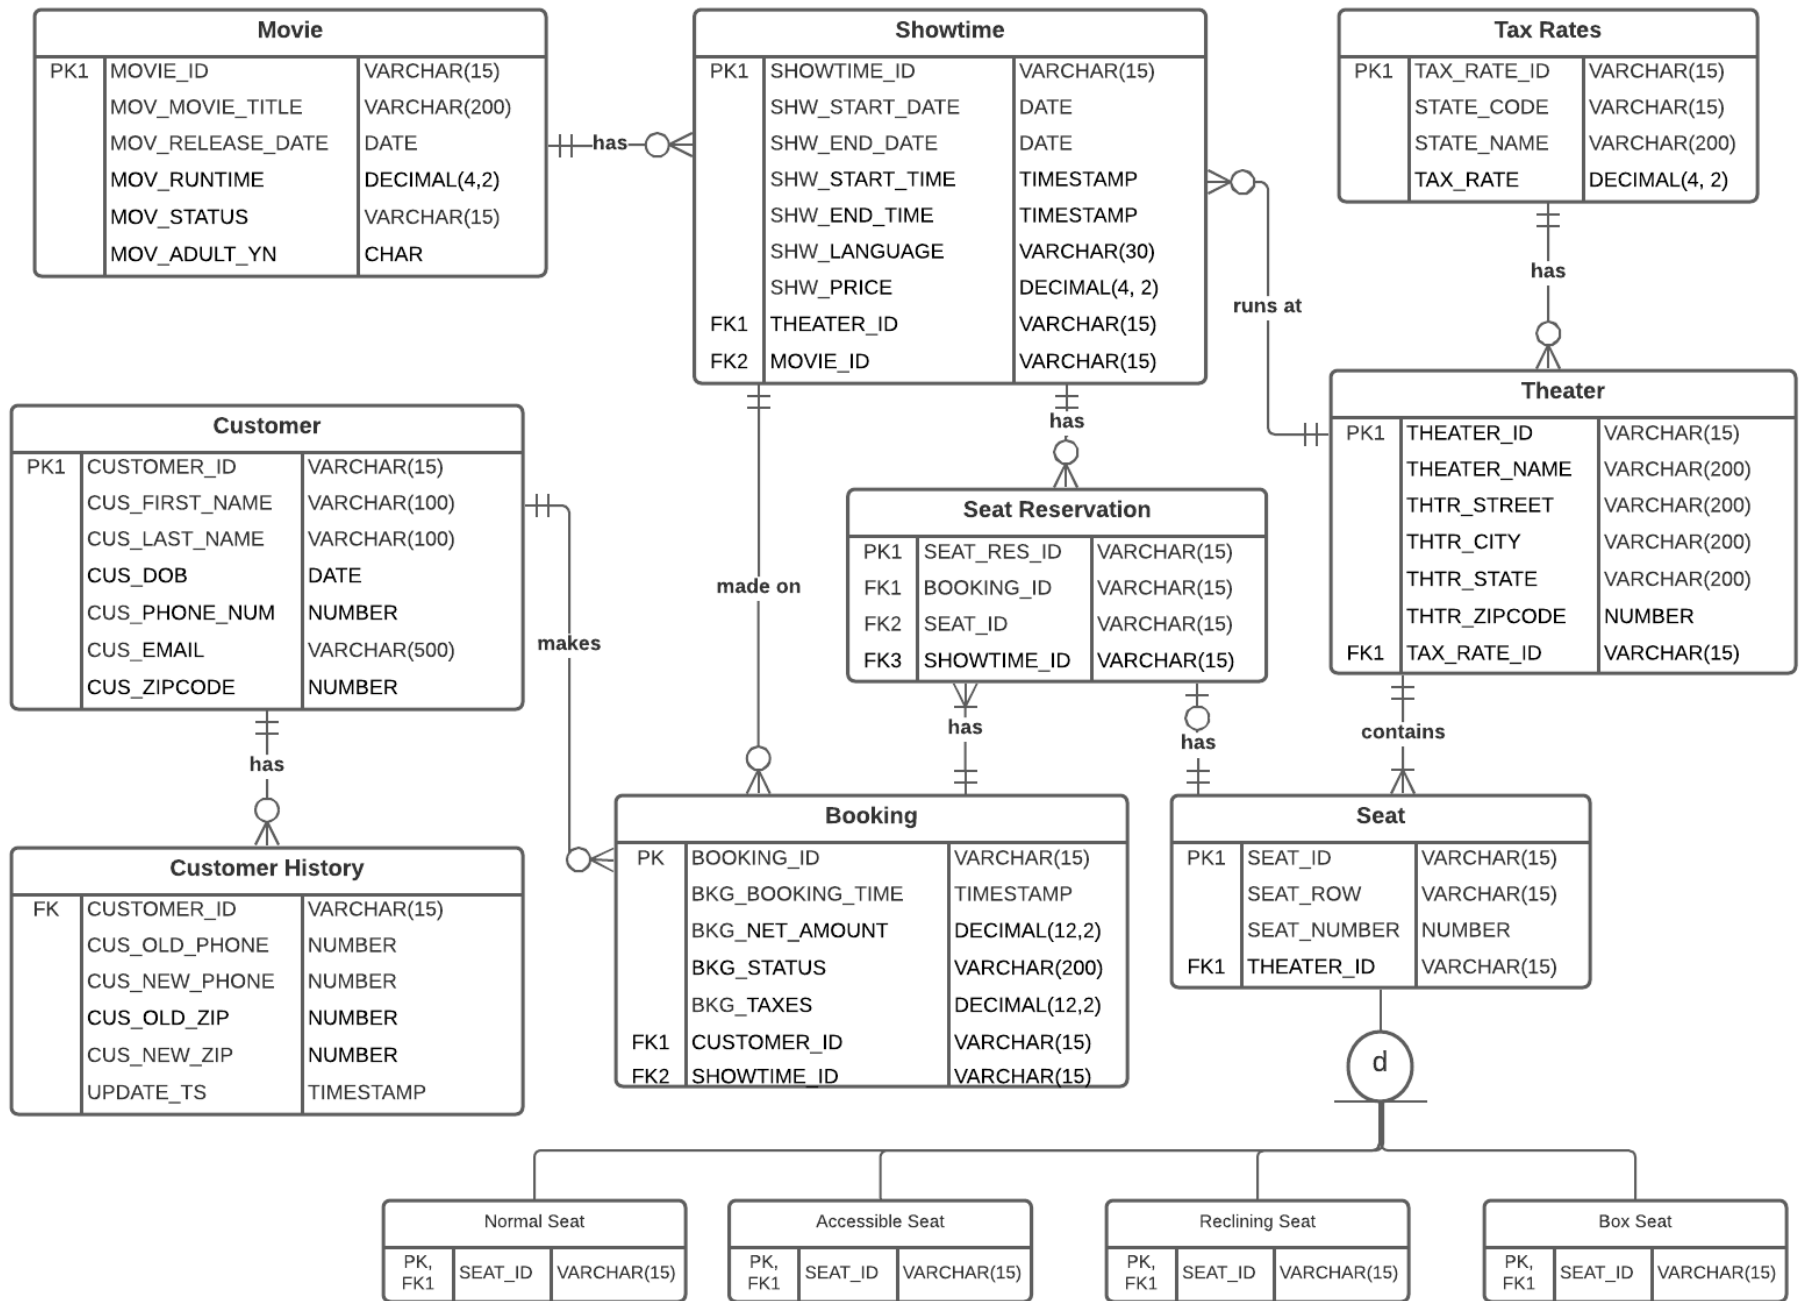 Movie
PK1 MOVIE_ID VARCHAR(15)
MOV_MOVIE_TITLE VARCHAR(200)
MOV_RELEASE_DATE DATE
MOV_RUNTIME DECIMAL(4,2)
MOV_STATUS VARCHAR(15)
MOV_ADULT_YN CHAR
has
Showtime
PK1 SHOWTIME_ID VARCHAR(15)
SHW_START_DATE DATE
SHW_END_DATE DATE
SHW_START_TIME TIMESTAMP
SHW_END_TIME TIMESTAMP
SHW_LANGUAGE VARCHAR(30)
SHW_PRICE DECIMAL(4, 2)
FK1 THEATER_ID VARCHAR(15)
FK2 MOVIE_ID VARCHAR(15)
Tax Rates
PK1 TAX_RATE_ID VARCHAR(15)
STATE_CODE VARCHAR(15)
STATE_NAME VARCHAR(200)
TAX_RATE DECIMAL(4, 2)
has
runs at
Theater
PK1 THEATER_ID VARCHAR(15)
THEATER_NAME VARCHAR(200)
THTR_STREET VARCHAR(200)
THTR_CITY VARCHAR(200)
THTR_STATE VARCHAR(200)
THTR_ZIPCODE NUMBER
FK1 TAX_RATE_ID VARCHAR(15)
Customer
PK1 CUSTOMER_ID VARCHAR(15)
CUS_FIRST_NAME VARCHAR(100)
CUS_LAST_NAME VARCHAR(100)
CUS_DOB DATE
CUS_PHONE_NUM NUMBER
CUS_EMAIL VARCHAR(500)
CUS_ZIPCODE NUMBER
makes
made on
has
Seat Reservation
PK1 SEAT_RES_ID VARCHAR(15)
FK1 BOOKING_ID VARCHAR(15)
FK2 SEAT_ID VARCHAR(15)
FK3 SHOWTIME_ID VARCHAR(15)
has
has
contains
has
Customer History
FK CUSTOMER_ID VARCHAR(15)
CUS_OLD_PHONE NUMBER
CUS_NEW_PHONE NUMBER
CUS_OLD_ZIP NUMBER
CUS_NEW_ZIP NUMBER
UPDATE_TS TIMESTAMP
Booking
PK BOOKING_ID VARCHAR(15)
BKG_BOOKING_TIME TIMESTAMP
BKG_NET_AMOUNT DECIMAL(12,2)
BKG_STATUS VARCHAR(200)
BKG_TAXES DECIMAL(12,2)
FK1 CUSTOMER_ID VARCHAR(15)
FK2 SHOWTIME_ID VARCHAR(15)
Seat
PK1 SEAT_ID VARCHAR(15)
SEAT_ROW VARCHAR(15)
SEAT_NUMBER NUMBER
FK1 THEATER_ID VARCHAR(15)
d
Normal Seat
PK, FK1 SEAT_ID VARCHAR(15)
Accessible Seat
PK, FK1 SEAT_ID VARCHAR(15)
Reclining Seat
PK, FK1 SEAT_ID VARCHAR(15)
Box Seat
PK, FK1 SEAT_ID VARCHAR(15)